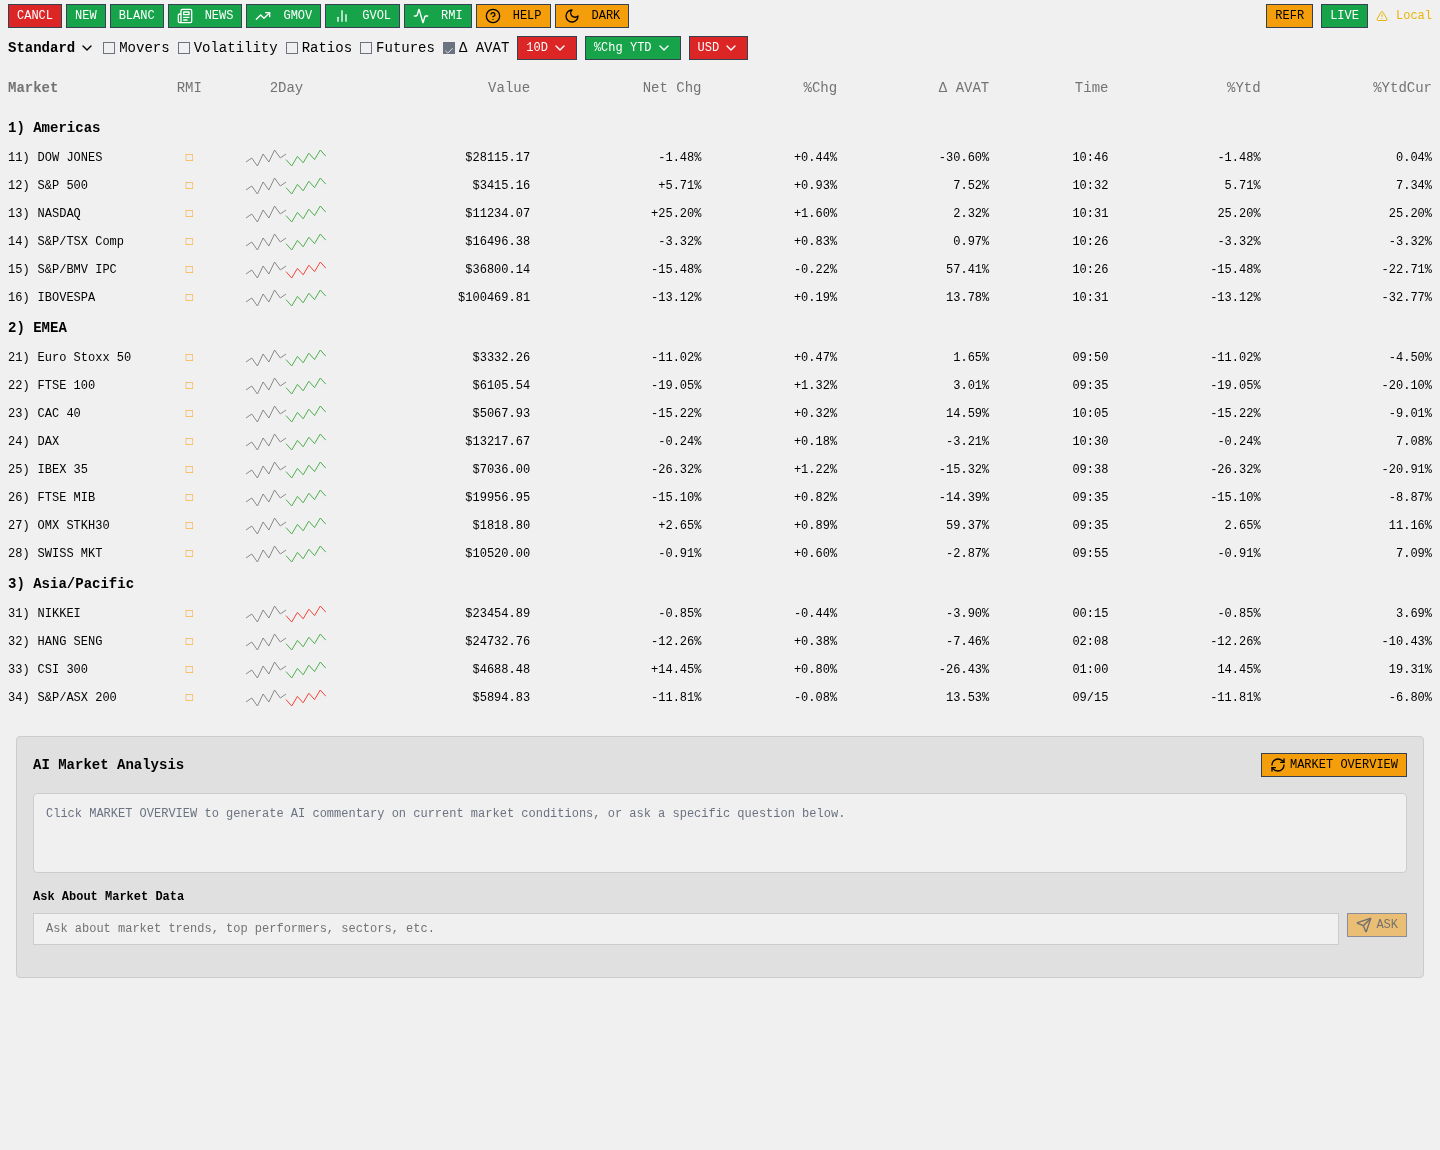 CANCL NEW BLANC NEWS GMOV GVOL RMI HELP DARK REFR LIVE Local
Standard Movers Volatility Ratios Futures Δ AVAT 10D %Chg YTD USD
Market RMI 2Day Value Net Chg %Chg Δ AVAT Time %Ytd %YtdCur
1) Americas
11) DOW JONES $28115.17 -1.48% +0.44% -30.60% 10:46 -1.48% 0.04%
12) S&P 500 $3415.16 +5.71% +0.93% 7.52% 10:32 5.71% 7.34%
13) NASDAQ $11234.07 +25.20% +1.60% 2.32% 10:31 25.20% 25.20%
14) S&P/TSX Comp $16496.38 -3.32% +0.83% 0.97% 10:26 -3.32% -3.32%
15) S&P/BMV IPC $36800.14 -15.48% -0.22% 57.41% 10:26 -15.48% -22.71%
16) IBOVESPA $100469.81 -13.12% +0.19% 13.78% 10:31 -13.12% -32.77%
2) EMEA
21) Euro Stoxx 50 $3332.26 -11.02% +0.47% 1.65% 09:50 -11.02% -4.50%
22) FTSE 100 $6105.54 -19.05% +1.32% 3.01% 09:35 -19.05% -20.10%
23) CAC 40 $5067.93 -15.22% +0.32% 14.59% 10:05 -15.22% -9.01%
24) DAX $13217.67 -0.24% +0.18% -3.21% 10:30 -0.24% 7.08%
25) IBEX 35 $7036.00 -26.32% +1.22% -15.32% 09:38 -26.32% -20.91%
26) FTSE MIB $19956.95 -15.10% +0.82% -14.39% 09:35 -15.10% -8.87%
27) OMX STKH30 $1818.80 +2.65% +0.89% 59.37% 09:35 2.65% 11.16%
28) SWISS MKT $10520.00 -0.91% +0.60% -2.87% 09:55 -0.91% 7.09%
3) Asia/Pacific
31) NIKKEI $23454.89 -0.85% -0.44% -3.90% 00:15 -0.85% 3.69%
32) HANG SENG $24732.76 -12.26% +0.38% -7.46% 02:08 -12.26% -10.43%
33) CSI 300 $4688.48 +14.45% +0.80% -26.43% 01:00 14.45% 19.31%
34) S&P/ASX 200 $5894.83 -11.81% -0.08% 13.53% 09/15 -11.81% -6.80%
AI Market Analysis MARKET OVERVIEW
Click MARKET OVERVIEW to generate AI commentary on current market conditions, or ask a specific question below.
Ask About Market Data
Ask about market trends, top performers, sectors, etc. ASK